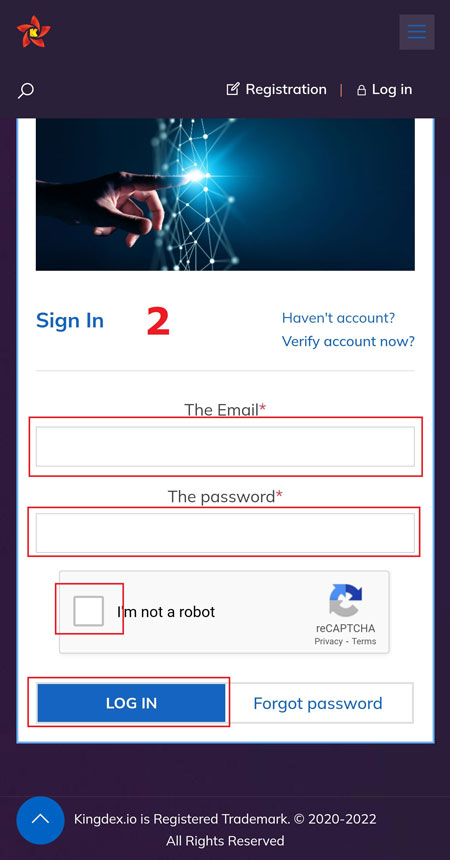 K
Registration | Log in
Sign In 2 Haven't account?
Verify account now?
The Email*
The password*
I'm not a robot
reCAPTCHA
Privacy - Terms
LOG IN Forgot password
Kingdex.io is Registered Trademark. © 2020-2022
All Rights Reserved